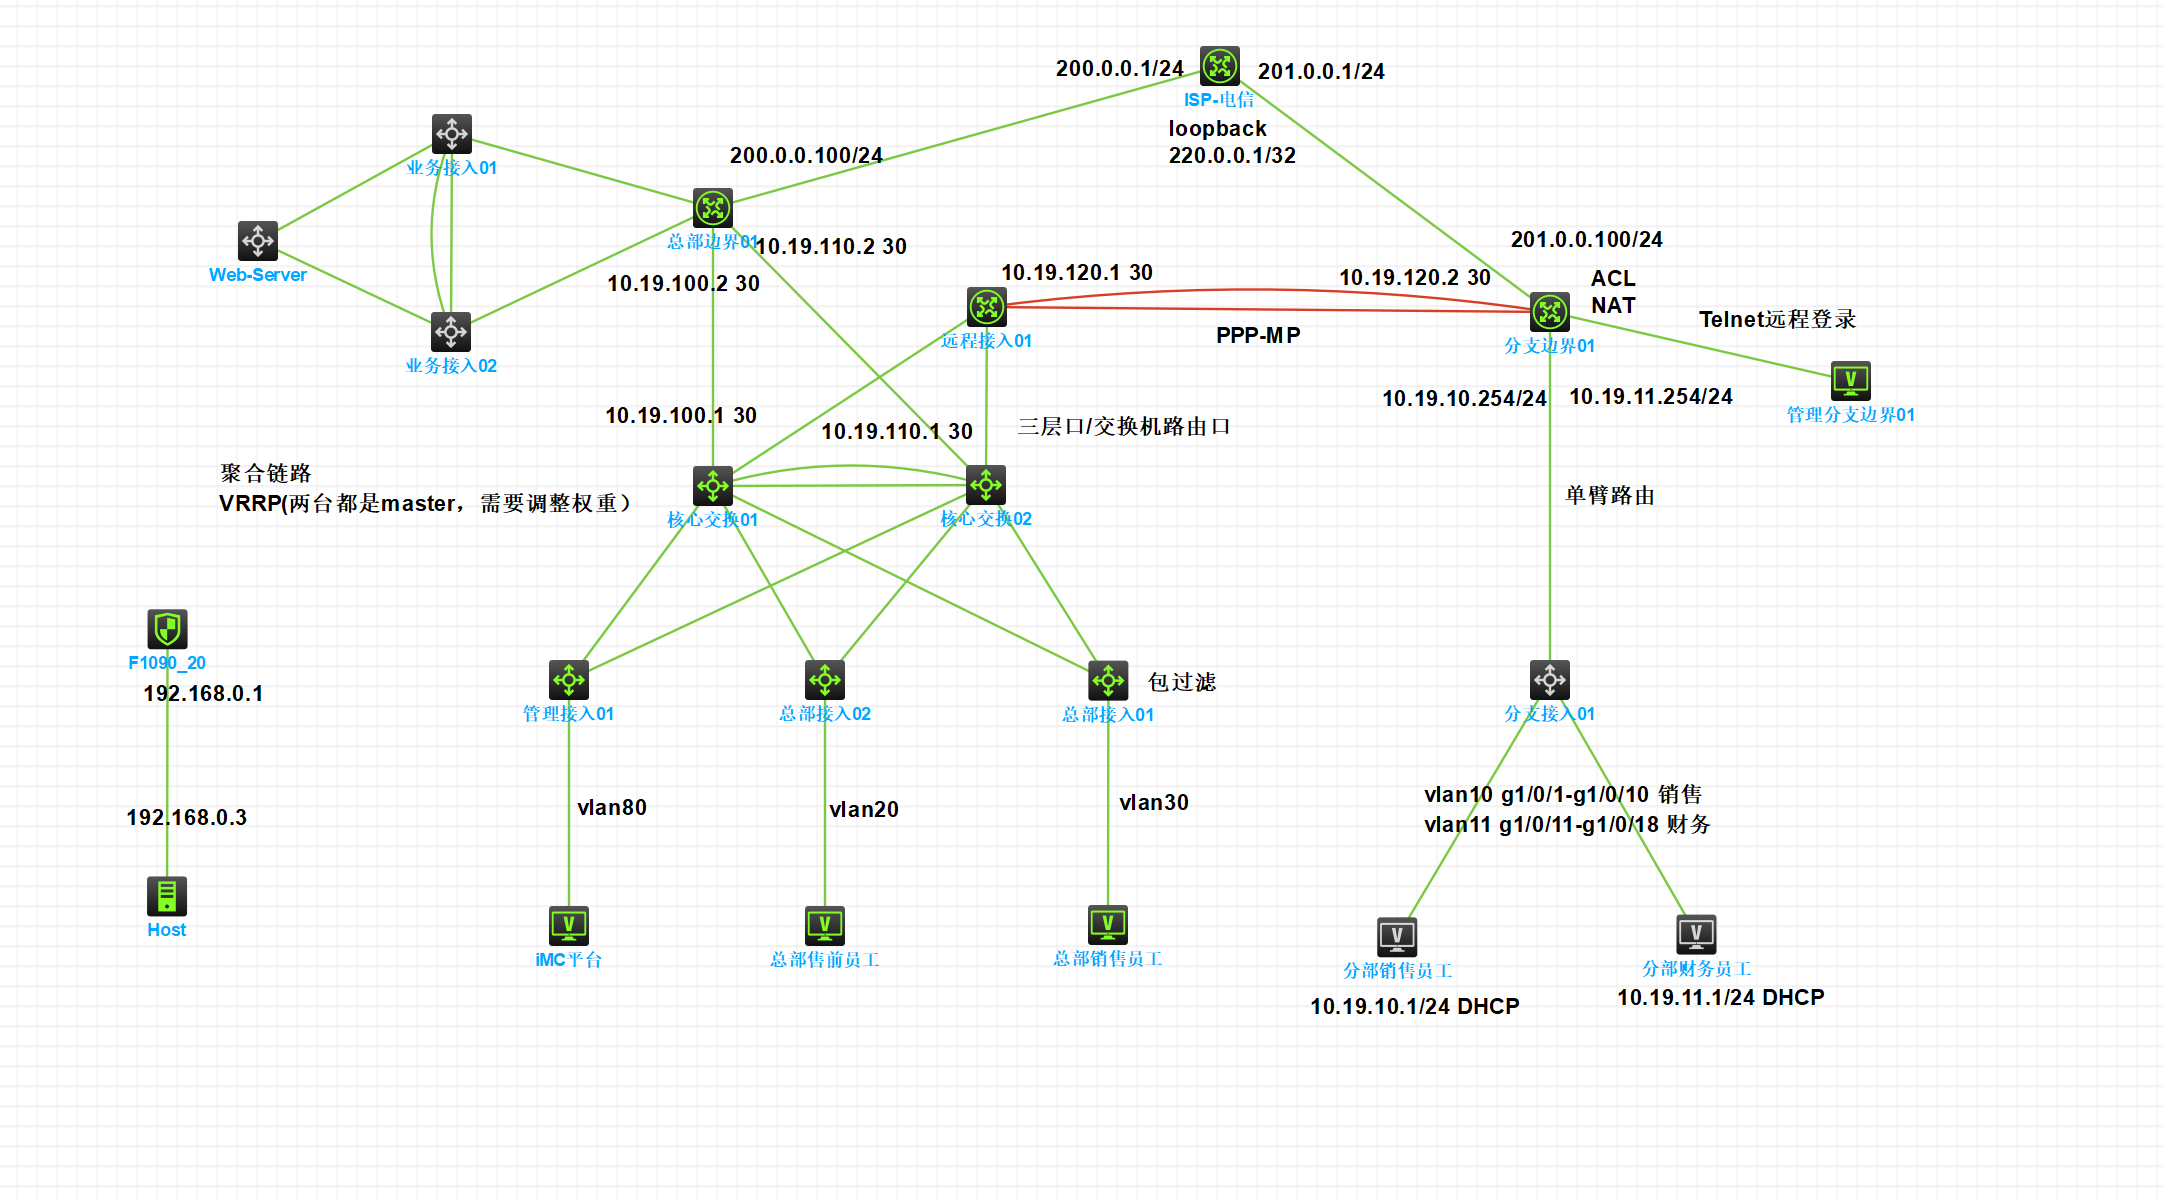 200.0.0.1/24
201.0.0.1/24
ISP-电信
loopback
220.0.0.1/32
业务接入01
200.0.0.100/24
总部边界01
10.19.110.2 30
201.0.0.100/24
Web-Server
10.19.100.2 30
10.19.120.1 30
10.19.120.2 30
ACL
NAT
Telnet远程登录
远程接入01
PPP-MP
分支边界01
业务接入02
10.19.10.254/24
10.19.11.254/24
管理分支边界01
10.19.100.1 30
10.19.110.1 30
三层口/交换机路由口
聚合链路
VRRP(两台都是master，需要调整权重）
单臂路由
核心交换01
核心交换02
F1090_20
192.168.0.1
包过滤
管理接入01
总部接入02
总部接入01
分支接入01
192.168.0.3
vlan80
vlan20
vlan30
vlan10 g1/0/1-g1/0/10 销售
vlan11 g1/0/11-g1/0/18 财务
Host
iMC平台
总部售前员工
总部销售员工
分部销售员工
分部财务员工
10.19.10.1/24 DHCP
10.19.11.1/24 DHCP